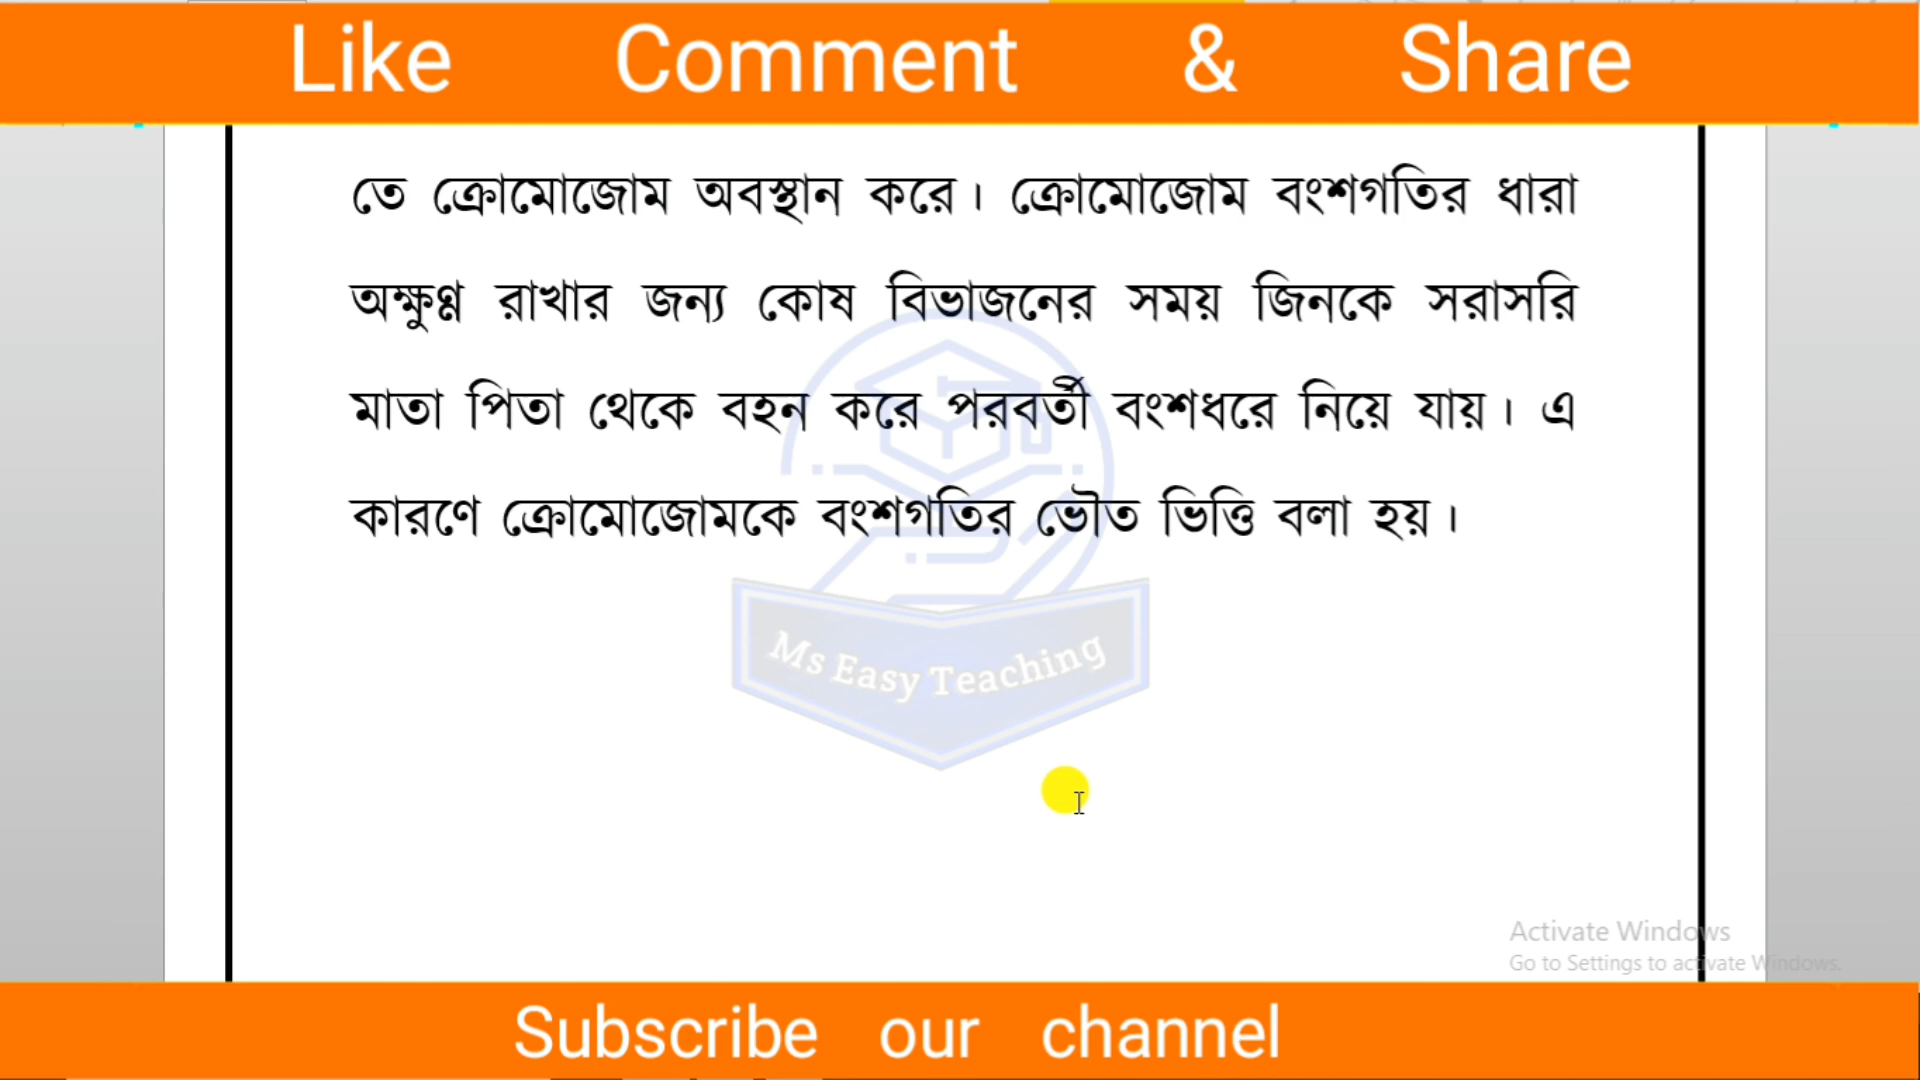 Like Comment & Share
তে ক্রোমোজোম অবস্থান করে। ক্রোমোজোম বংশগতির ধারা
অক্ষুণ্ণ রাখার জন্য কোষ বিভাজনের সময় জিনকে সরাসরি
মাতা পিতা থেকে বহন করে পরবর্তী বংশধরে নিয়ে যায়। এ
কারণে ক্রোমোজোমকে বংশগতির ভৌত ভিত্তি বলা হয়।
Ms Easy Teaching
Activate Windows
Go to Settings to activate Windows.
Subscribe our channel